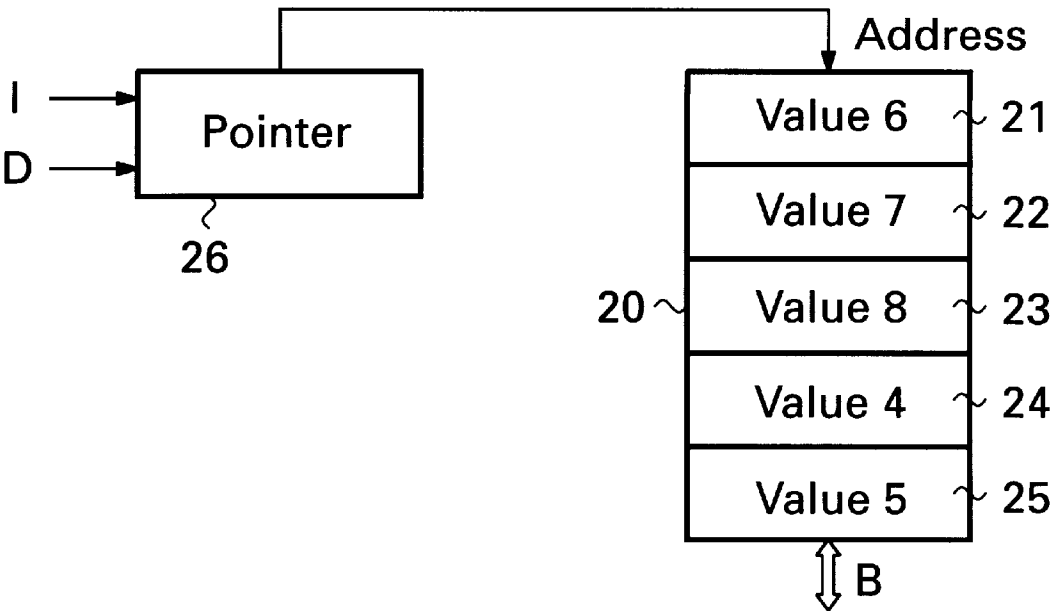 Address
I
Pointer
D
26
Value 6
21
Value 7
22
20
Value 8
23
Value 4
24
Value 5
25
B